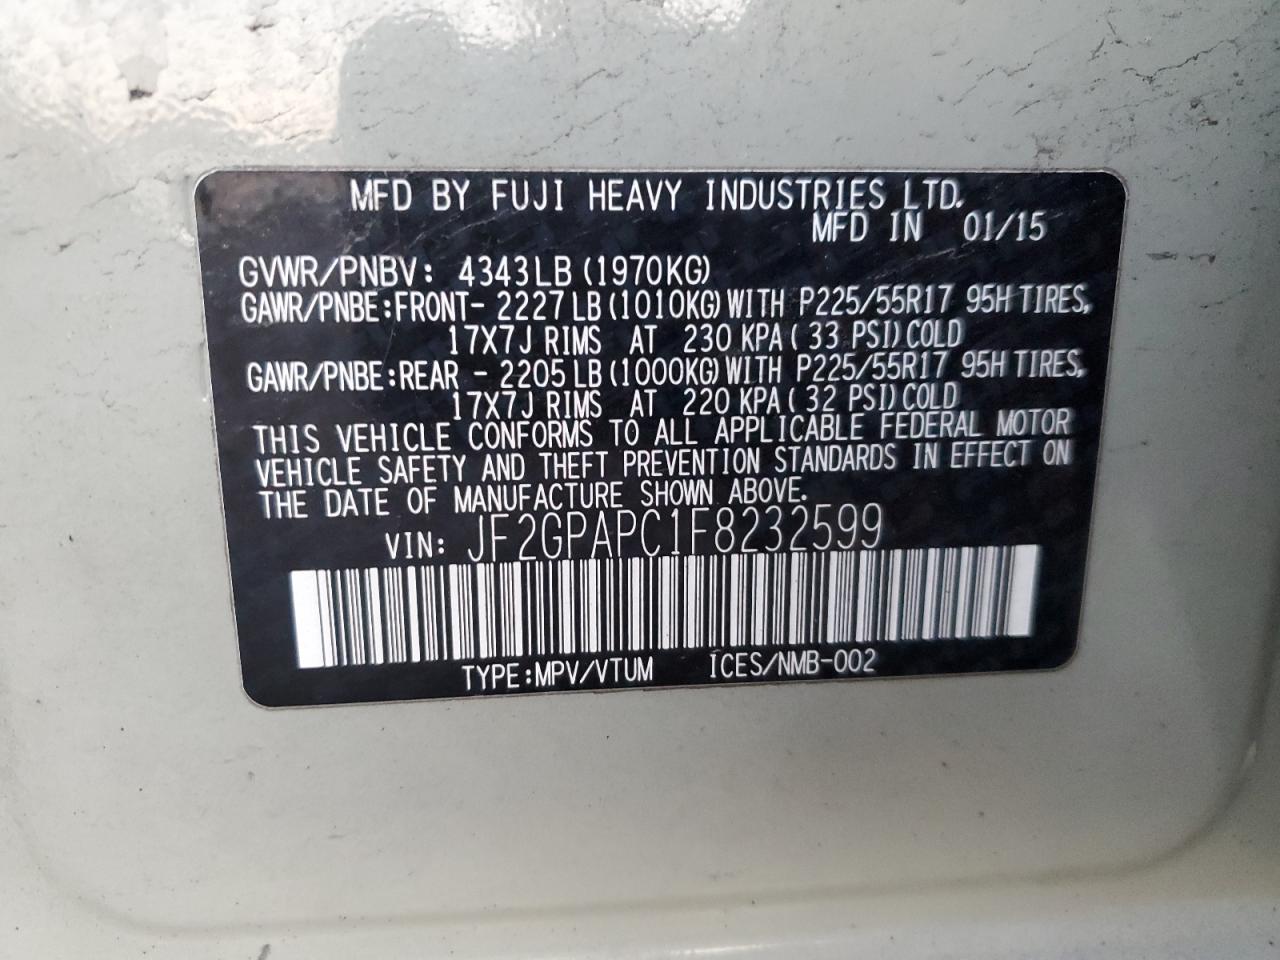 MFD BY FUJI HEAVY INDUSTRIES LTD.
MFD IN 01/15
GVWR/PNBV: 4343LB (1970KG)
GAWR/PNBE:FRONT- 2227 LB (1010KG) WITH P225/55R17 95H TIRES,
17X7J RIMS AT 230 KPA ( 33 PSI) COLD
GAWR/PNBE:REAR - 2205 LB (1000KG) WITH P225/55R17 95H TIRES,
17X7J RIMS AT 220 KPA ( 32 PSI) COLD
THIS VEHICLE CONFORMS TO ALL APPLICABLE FEDERAL MOTOR
VEHICLE SAFETY AND THEFT PREVENTION STANDARDS IN EFFECT ON
THE DATE OF MANUFACTURE SHOWN ABOVE.
VIN: JF2GPAPC1F8232599
TYPE:MPV/VTUM ICES/NMB-002